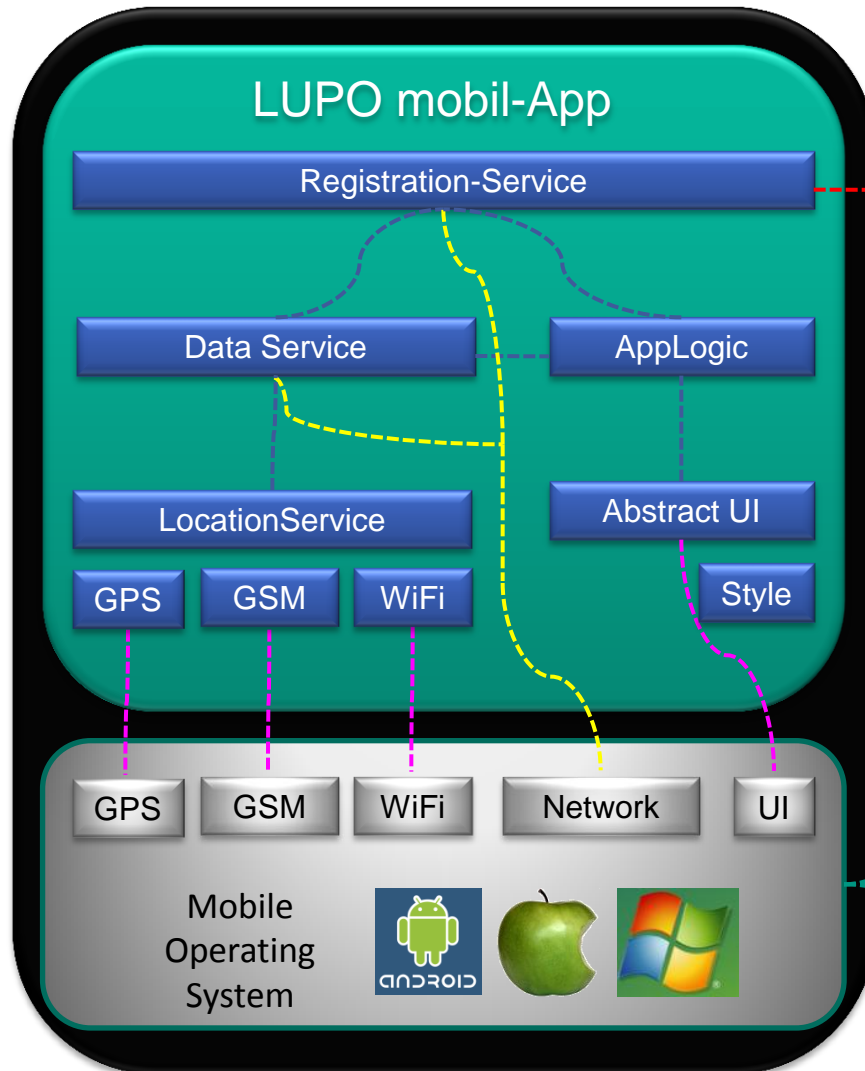 LUPO mobil-App
Registration-Service
Data Service
AppLogic
LocationService
Abstract UI
GPS
GSM
WiFi
Style
GPS
GSM
WiFi
Network
UI
Mobile
Operating
System
ANDROID
®